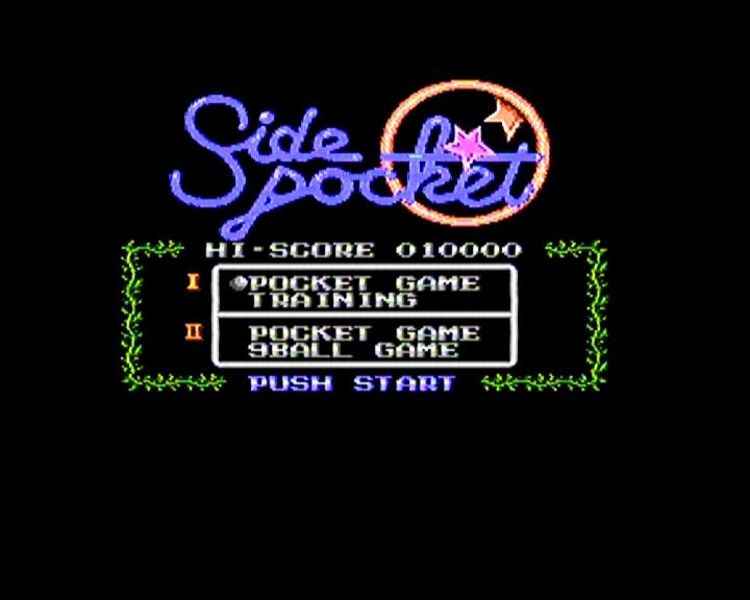 Side
pocket
HI-SCORE 010000
I POCKET GAME
TRAINING
II POCKET GAME
9BALL GAME
PUSH START